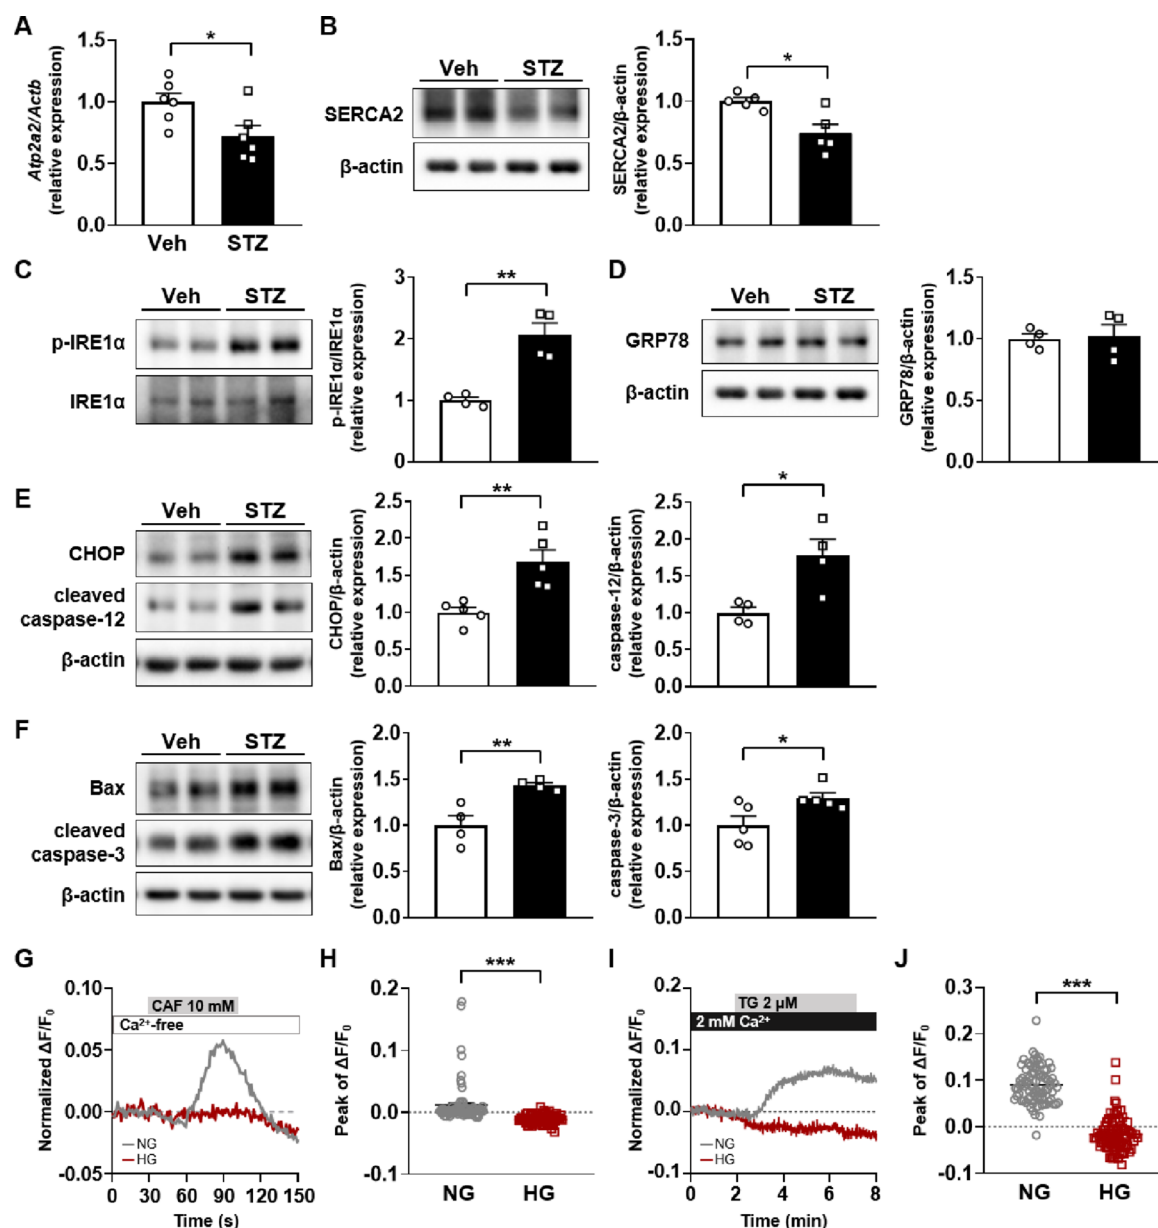 A
Atp2a2/Actb
(relative expression)
1.5
1.0
0.5
0.0
*
Veh
STZ
B
Veh
STZ
SERCA2
β-actin
SERCA2/β-actin
(relative expression)
1.5
1.0
0.5
0.0
*
C
Veh
STZ
p-IRE1α
IRE1α
p-IRE1α/IRE1α
(relative expression)
3
2
1
0
**
D
Veh
STZ
GRP78
β-actin
GRP78/β-actin
(relative expression)
1.5
1.0
0.5
0.0
E
Veh
STZ
CHOP
cleaved
caspase-12
β-actin
CHOP/β-actin
(relative expression)
2.5
2.0
1.5
1.0
0.5
0.0
**
caspase-12/β-actin
(relative expression)
2.5
2.0
1.5
1.0
0.5
0.0
*
F
Veh
STZ
Bax
cleaved
caspase-3
β-actin
Bax/β-actin
(relative expression)
2.0
1.5
1.0
0.5
0.0
**
caspase-3/β-actin
(relative expression)
2.0
1.5
1.0
0.5
0.0
*
G
Normalized ΔF/F0
0.10
0.05
0.00
-0.05
CAF 10 mM
Ca²⁺-free
NG
HG
0 30 60 90 120 150
Time (s)
H
Peak of ΔF/F0
0.2
0.1
0.0
-0.1
***
NG
HG
I
Normalized ΔF/F0
0.2
0.1
0.0
-0.1
TG 2 μM
2 mM Ca²⁺
NG
HG
0 2 4 6 8
Time (min)
J
Peak of ΔF/F0
0.3
0.2
0.1
0.0
-0.1
***
NG
HG